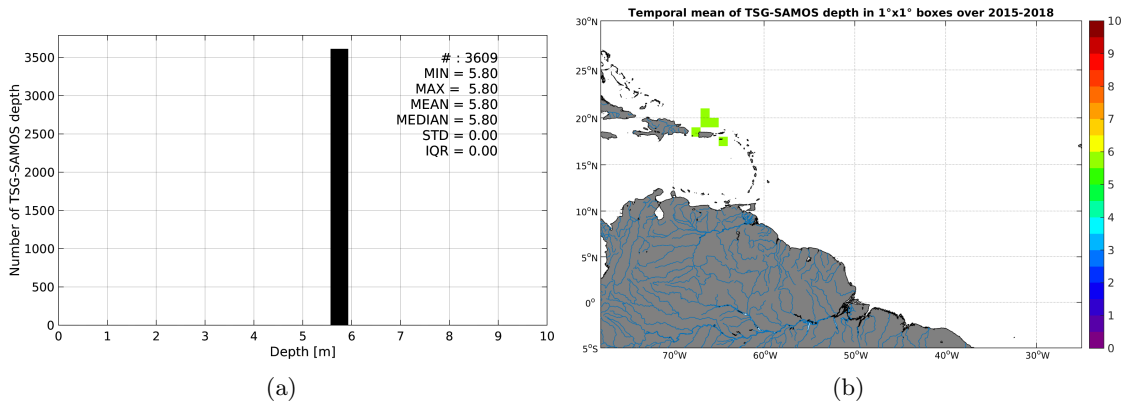 Number of TSG-SAMOS depth
3500
3000
2500
2000
1500
1000
500
0
# : 3609
MIN = 5.80
MAX = 5.80
MEAN = 5.80
MEDIAN = 5.80
STD = 0.00
IQR = 0.00
0 1 2 3 4 5 6 7 8 9 10
Depth [m]
(a)
Temporal mean of TSG-SAMOS depth in 1°x1° boxes over 2015-2018
30°N
25°N
20°N
15°N
10°N
5°N
0°
5°S
70°W 60°W 50°W 40°W 30°W
10
9
8
7
6
5
4
3
2
1
0
(b)